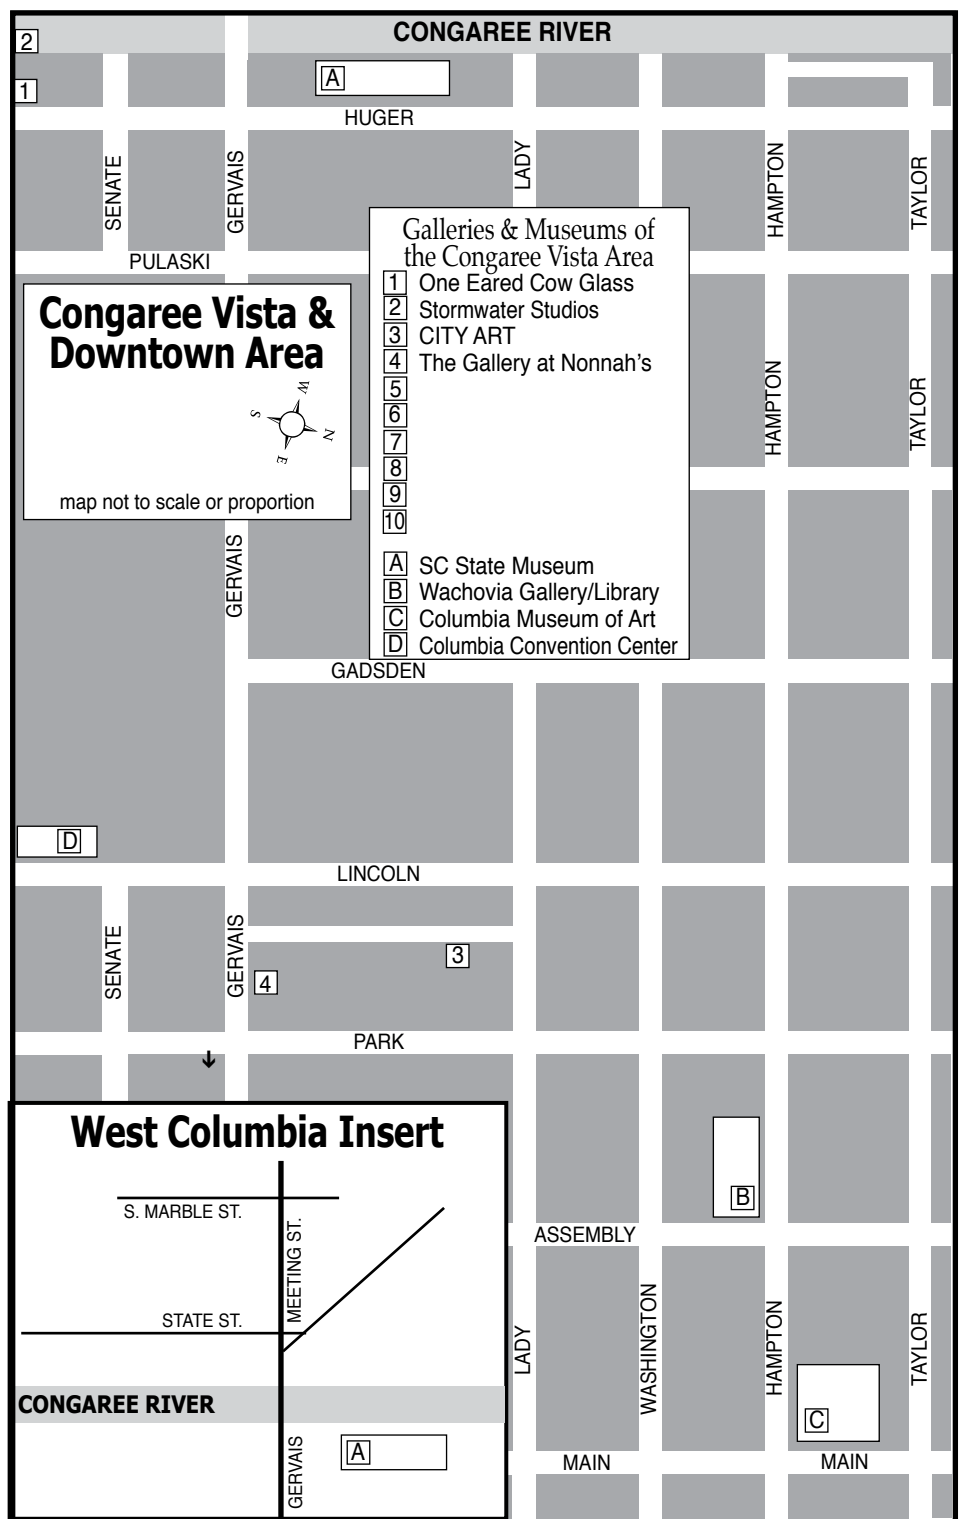 CONGAREE RIVER
2
A
1
HUGER
SENATE
GERVAIS
LADY
HAMPTON
TAYLOR
PULASKI
Galleries & Museums of
the Congaree Vista Area
1 One Eared Cow Glass
2 Stormwater Studios
3 CITY ART
4 The Gallery at Nonnah's
5
6
7
8
9
10
A SC State Museum
B Wachovia Gallery/Library
C Columbia Museum of Art
D Columbia Convention Center
Congaree Vista &
Downtown Area
W
S
N
E
map not to scale or proportion
HAMPTON
TAYLOR
GERVAIS
GADSDEN
D
LINCOLN
SENATE
GERVAIS
3
4
PARK
B
ASSEMBLY
LADY
WASHINGTON
HAMPTON
TAYLOR
C
MAIN
MAIN
West Columbia Insert
S. MARBLE ST.
MEETING ST.
STATE ST.
CONGAREE RIVER
GERVAIS
A